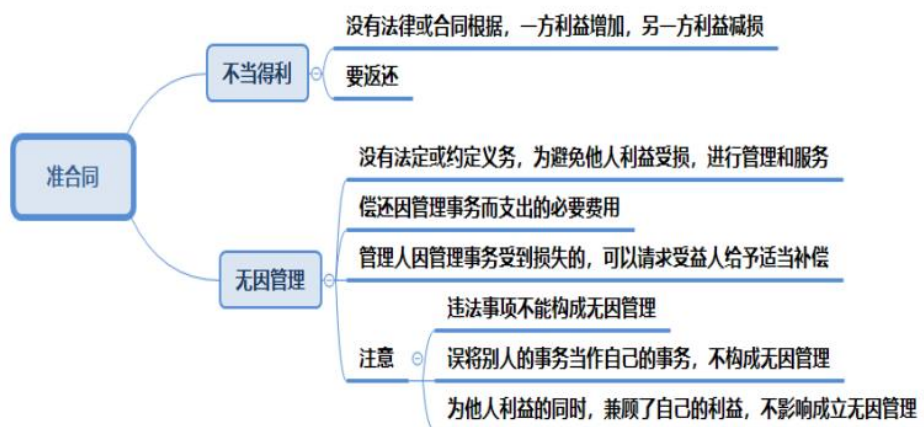 准合同
不当得利
没有法律或合同根据，一方利益增加，另一方利益减损
要返还
无因管理
没有法定或约定义务，为避免他人利益受损，进行管理和服务
偿还因管理事务而支出的必要费用
管理人因管理事务受到损失的，可以请求受益人给予适当补偿
注意
违法事项不能构成无因管理
误将别人的事务当作自己的事务，不构成无因管理
为他人利益的同时，兼顾了自己的利益，不影响成立无因管理